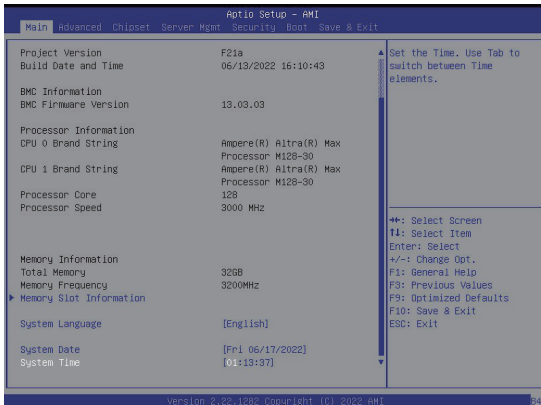 Aptio Setup – AMI
Main Advanced Chipset Server Mgmt Security Boot Save & Exit
Project Version F21a
Build Date and Time 06/13/2022 16:10:43
BMC Information
BMC Firmware Version 13.03.03
Processor Information
CPU 0 Brand String Ampere(R) Altra(R) Max
Processor M128-30
CPU 1 Brand String Ampere(R) Altra(R) Max
Processor M128-30
Processor Core 128
Processor Speed 3000 MHz
Memory Information
Total Memory 32GB
Memory Frequency 3200MHz
Memory Slot Information
System Language [English]
System Date [Fri 06/17/2022]
System Time [01:13:37]
Set the Time. Use Tab to
switch between Time
elements.
→←: Select Screen
↑↓: Select Item
Enter: Select
+/-: Change Opt.
F1: General Help
F3: Previous Values
F9: Optimized Defaults
F10: Save & Exit
ESC: Exit
Version 2.22.1282 Copyright (C) 2022 AMI